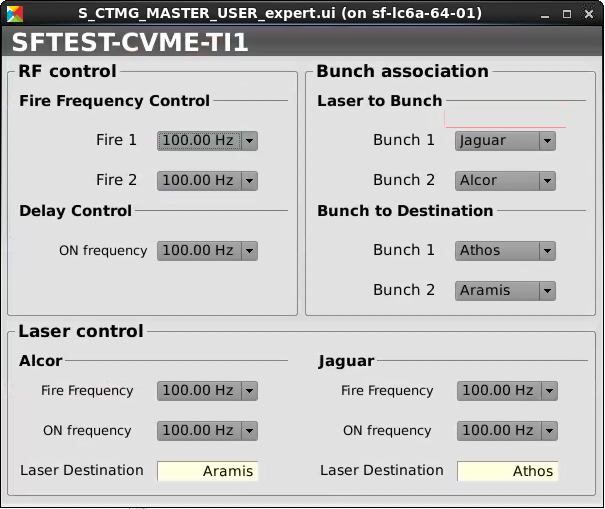 S_CTMG_MASTER_USER_expert.ui (on sf-lc6a-64-01)
SFTEST-CVME-TI1
RF control
Fire Frequency Control
Fire 1 100.00 Hz
Fire 2 100.00 Hz
Delay Control
ON frequency 100.00 Hz
Bunch association
Laser to Bunch
Bunch 1 Jaguar
Bunch 2 Alcor
Bunch to Destination
Bunch 1 Athos
Bunch 2 Aramis
Laser control
Alcor
Fire Frequency 100.00 Hz
ON frequency 100.00 Hz
Laser Destination Aramis
Jaguar
Fire Frequency 100.00 Hz
ON frequency 100.00 Hz
Laser Destination Athos